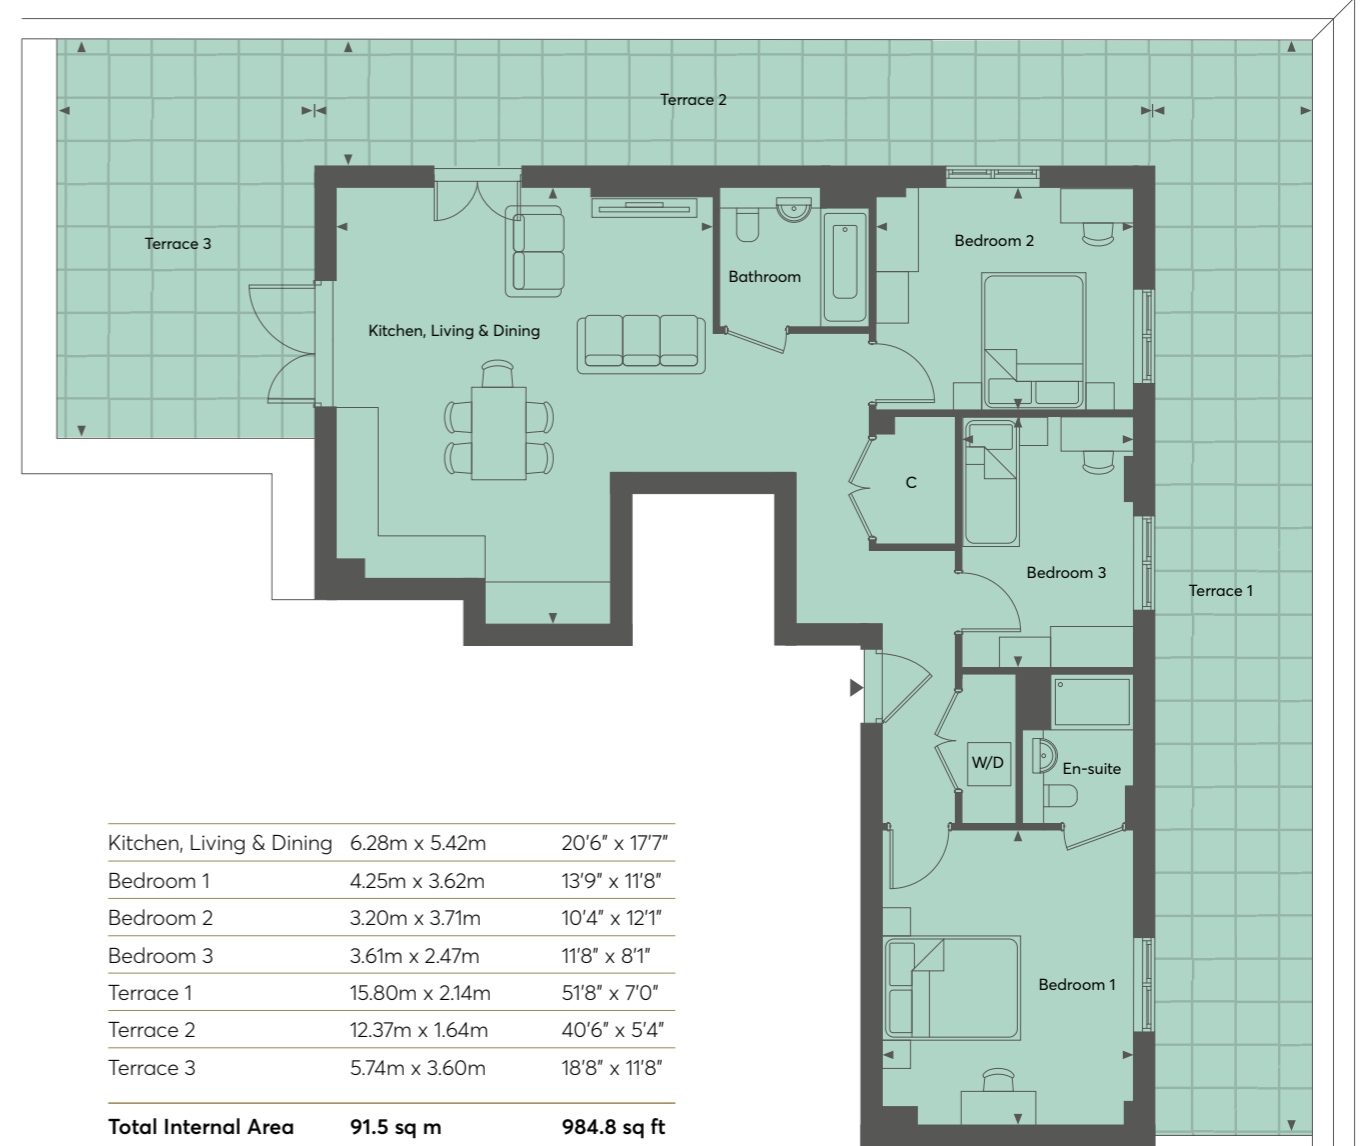 Terrace 2
Terrace 3
Bedroom 2
Bathroom
Kitchen, Living & Dining
C
Bedroom 3
Terrace 1
W/D
En-suite
Bedroom 1
Kitchen, Living & Dining 6.28m x 5.42m 20'6" x 17'7"
Bedroom 1 4.25m x 3.62m 13'9" x 11'8"
Bedroom 2 3.20m x 3.71m 10'4" x 12'1"
Bedroom 3 3.61m x 2.47m 11'8" x 8'1"
Terrace 1 15.80m x 2.14m 51'8" x 7'0"
Terrace 2 12.37m x 1.64m 40'6" x 5'4"
Terrace 3 5.74m x 3.60m 18'8" x 11'8"
Total Internal Area 91.5 sq m 984.8 sq ft